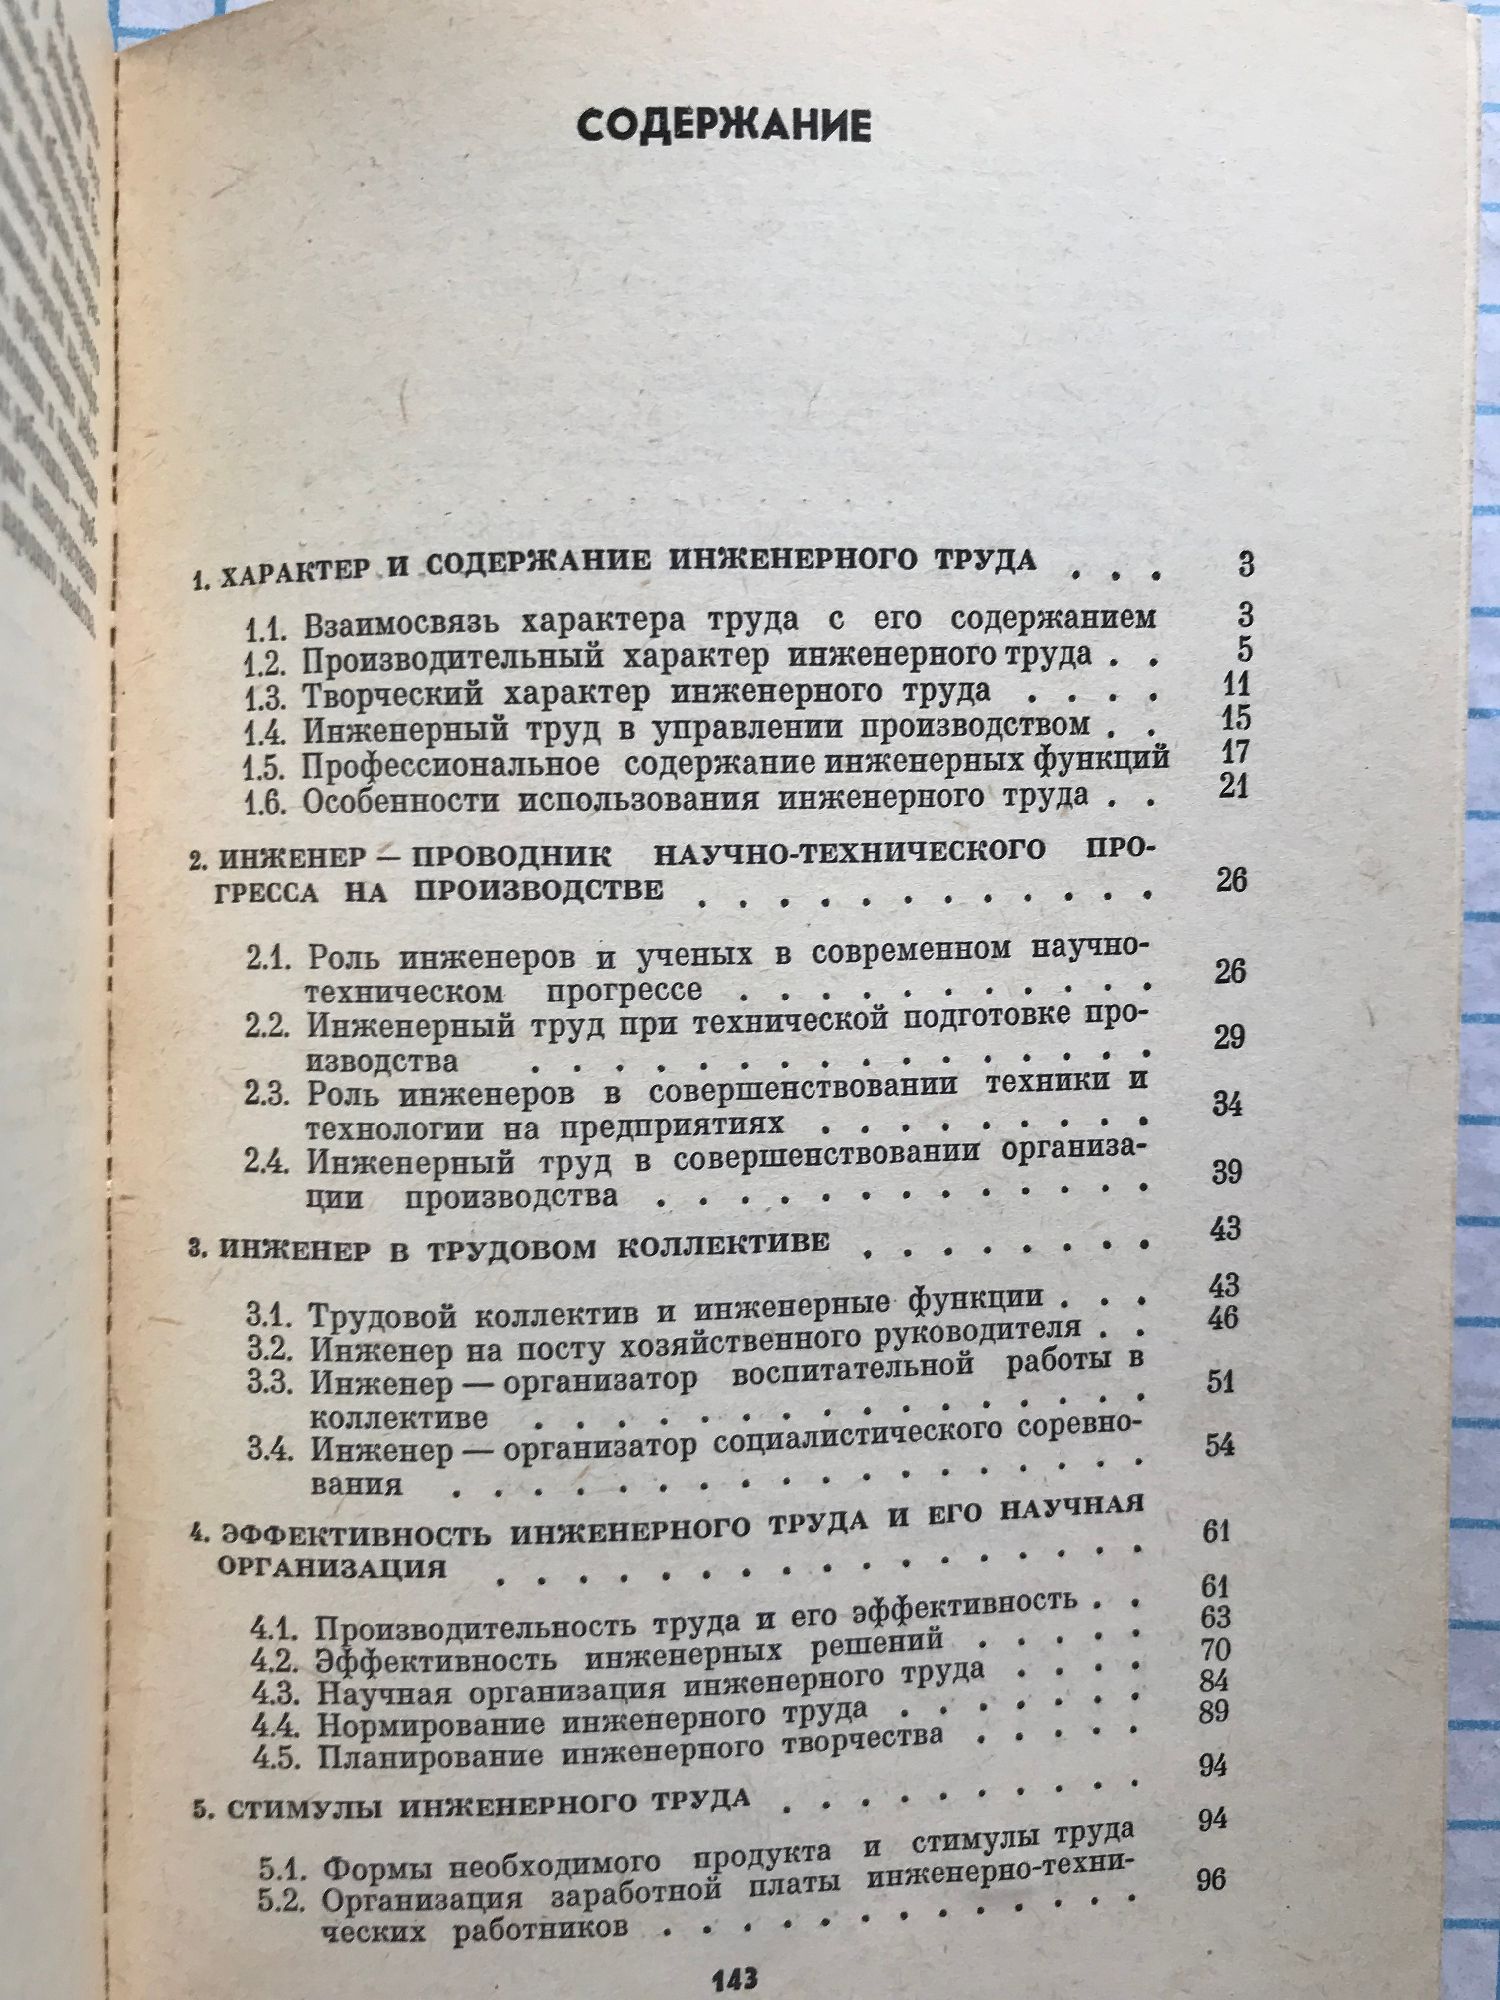 СОДЕРЖАНИЕ
1. ХАРАКТЕР И СОДЕРЖАНИЕ ИНЖЕНЕРНОГО ТРУДА . . . 3
1.1. Взаимосвязь характера труда с его содержанием 3
1.2. Производительный характер инженерного труда . . 5
1.3. Творческий характер инженерного труда . . . . 11
1.4. Инженерный труд в управлении производством . . 15
1.5. Профессиональное содержание инженерных функций 17
1.6. Особенности использования инженерного труда . . 21
2. ИНЖЕНЕР — ПРОВОДНИК НАУЧНО-ТЕХНИЧЕСКОГО ПРО-
ГРЕССА НА ПРОИЗВОДСТВЕ . . . . . . . . . . . . 26
2.1. Роль инженеров и ученых в современном научно-
техническом прогрессе . . . . . . . . . . . 26
2.2. Инженерный труд при технической подготовке про-
изводства . . . . . . . . . . . . . . . . 29
2.3. Роль инженеров в совершенствовании техники и
технологии на предприятиях . . . . . . . . . 34
2.4. Инженерный труд в совершенствовании организа-
ции производства . . . . . . . . . . . . . 39
3. ИНЖЕНЕР В ТРУДОВОМ КОЛЛЕКТИВЕ . . . . . . . . 43
3.1. Трудовой коллектив и инженерные функции . . . 43
3.2. Инженер на посту хозяйственного руководителя . . 46
3.3. Инженер — организатор воспитательной работы в
коллективе . . . . . . . . . . . . . . . . 51
3.4. Инженер — организатор социалистического соревно-
вания . . . . . . . . . . . . . . . . . . 54
4. ЭФФЕКТИВНОСТЬ ИНЖЕНЕРНОГО ТРУДА И ЕГО НАУЧНАЯ
ОРГАНИЗАЦИЯ . . . . . . . . . . . . . . . . . 61
4.1. Производительность труда и его эффективность . . 61
4.2. Эффективность инженерных решений . . . . . 63
4.3. Научная организация инженерного труда . . . . 70
4.4. Нормирование инженерного труда . . . . . . . 84
4.5. Планирование инженерного творчества . . . . . 89
5. СТИМУЛЫ ИНЖЕНЕРНОГО ТРУДА . . . . . . . . . . 94
5.1. Формы необходимого продукта и стимулы труда 94
5.2. Организация заработной платы инженерно-техни-
ческих работников . . . . . . . . . . . . . 96
143